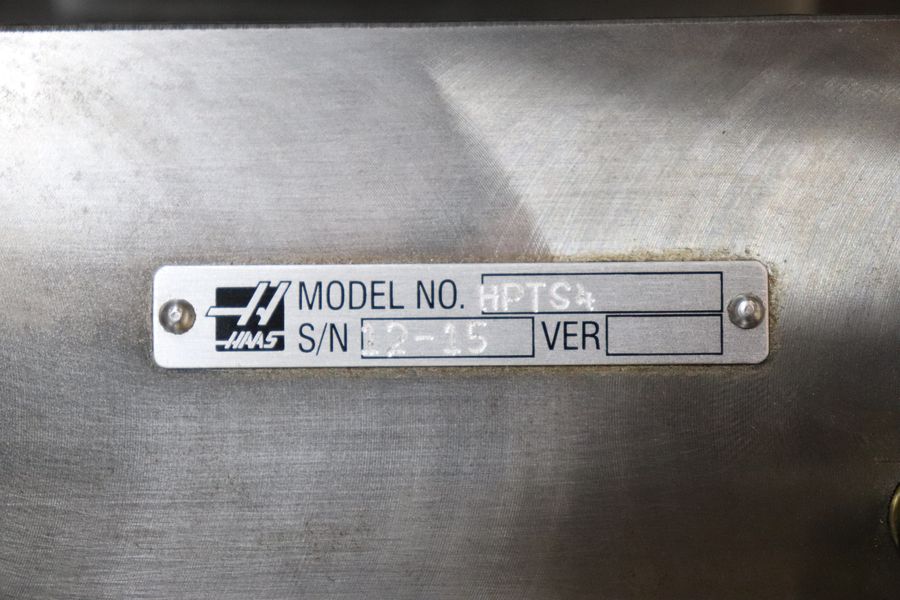 HAAS
MODEL NO. HPTS4
S/N 12-15 VER